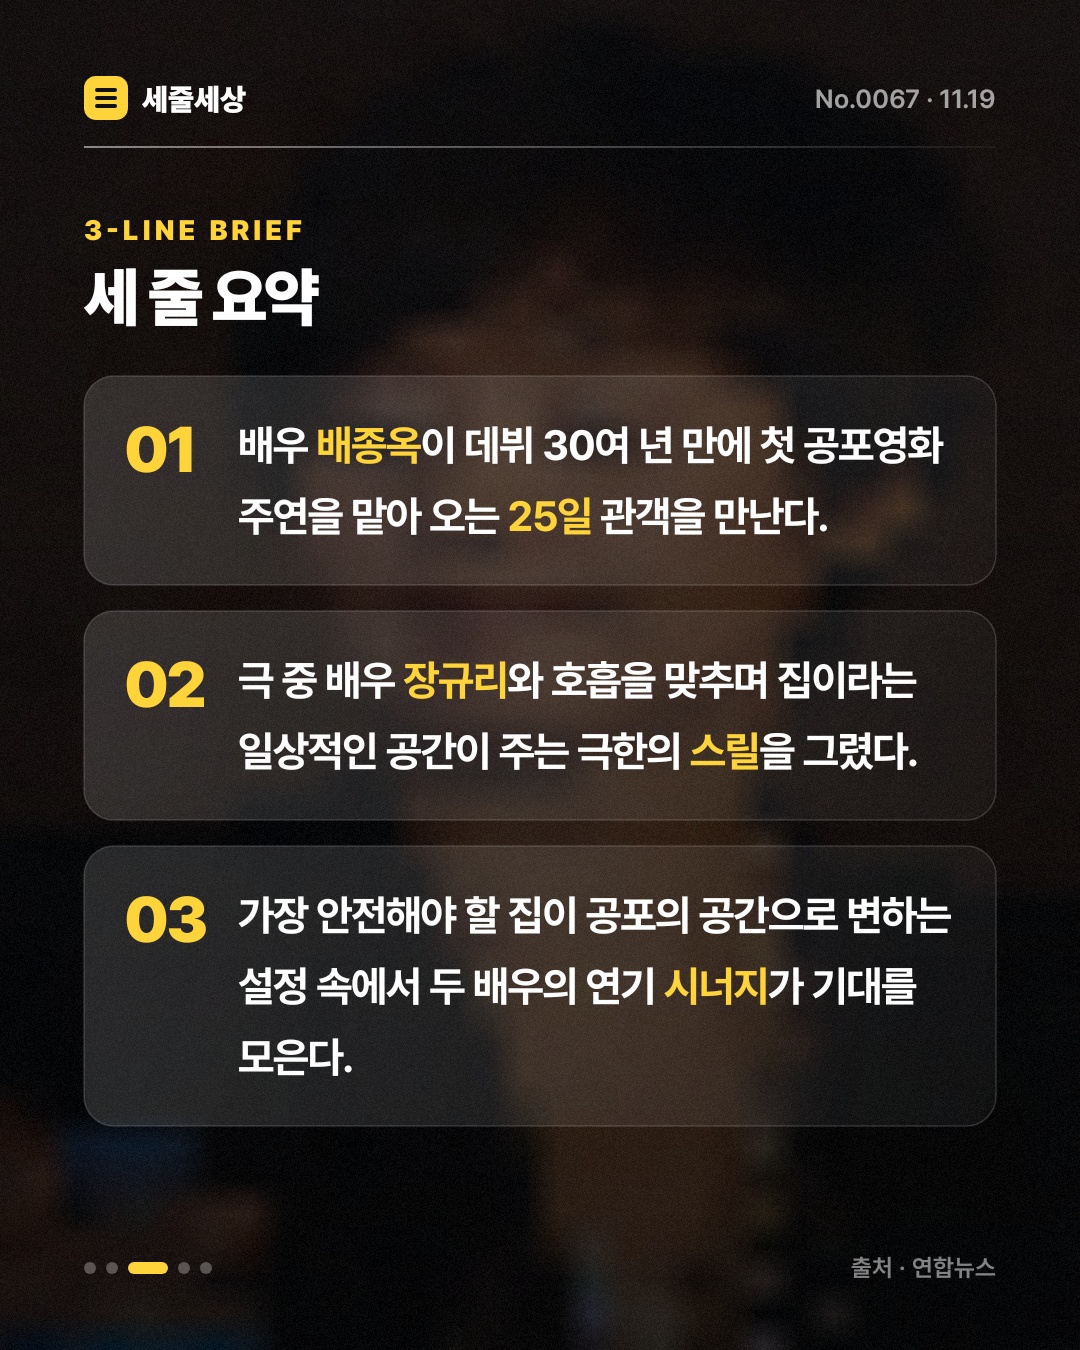 세줄세상
No.0067 · 11.19
3-LINE BRIEF
세 줄 요약
01
배우 배종옥이 데뷔 30여 년 만에 첫 공포영화
주연을 맡아 오는 25일 관객을 만난다.
02
극 중 배우 장규리와 호흡을 맞추며 집이라는
일상적인 공간이 주는 극한의 스릴을 그렸다.
03
가장 안전해야 할 집이 공포의 공간으로 변하는
설정 속에서 두 배우의 연기 시너지가 기대를
모은다.
출처 · 연합뉴스